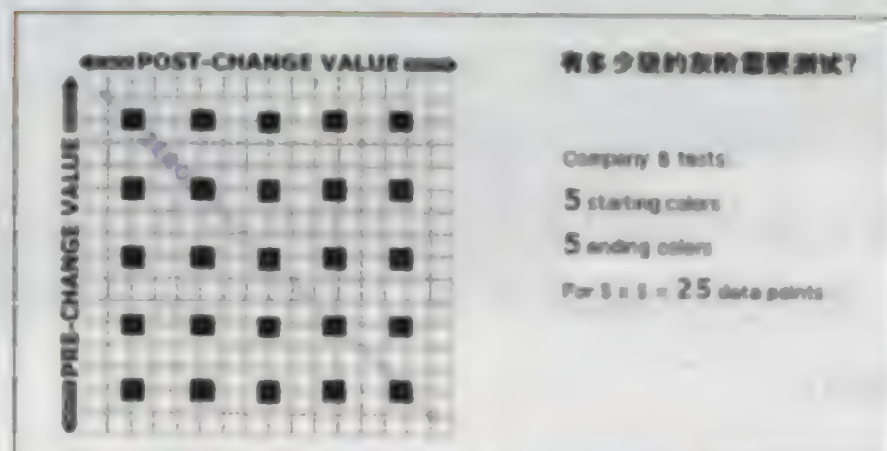 POST-CHANGE VALUE
PRE-CHANGE VALUE
有多少级的灰阶需要测试?
Company B tests
5 starting colors
5 ending colors
For 5 x 5 = 25 data points